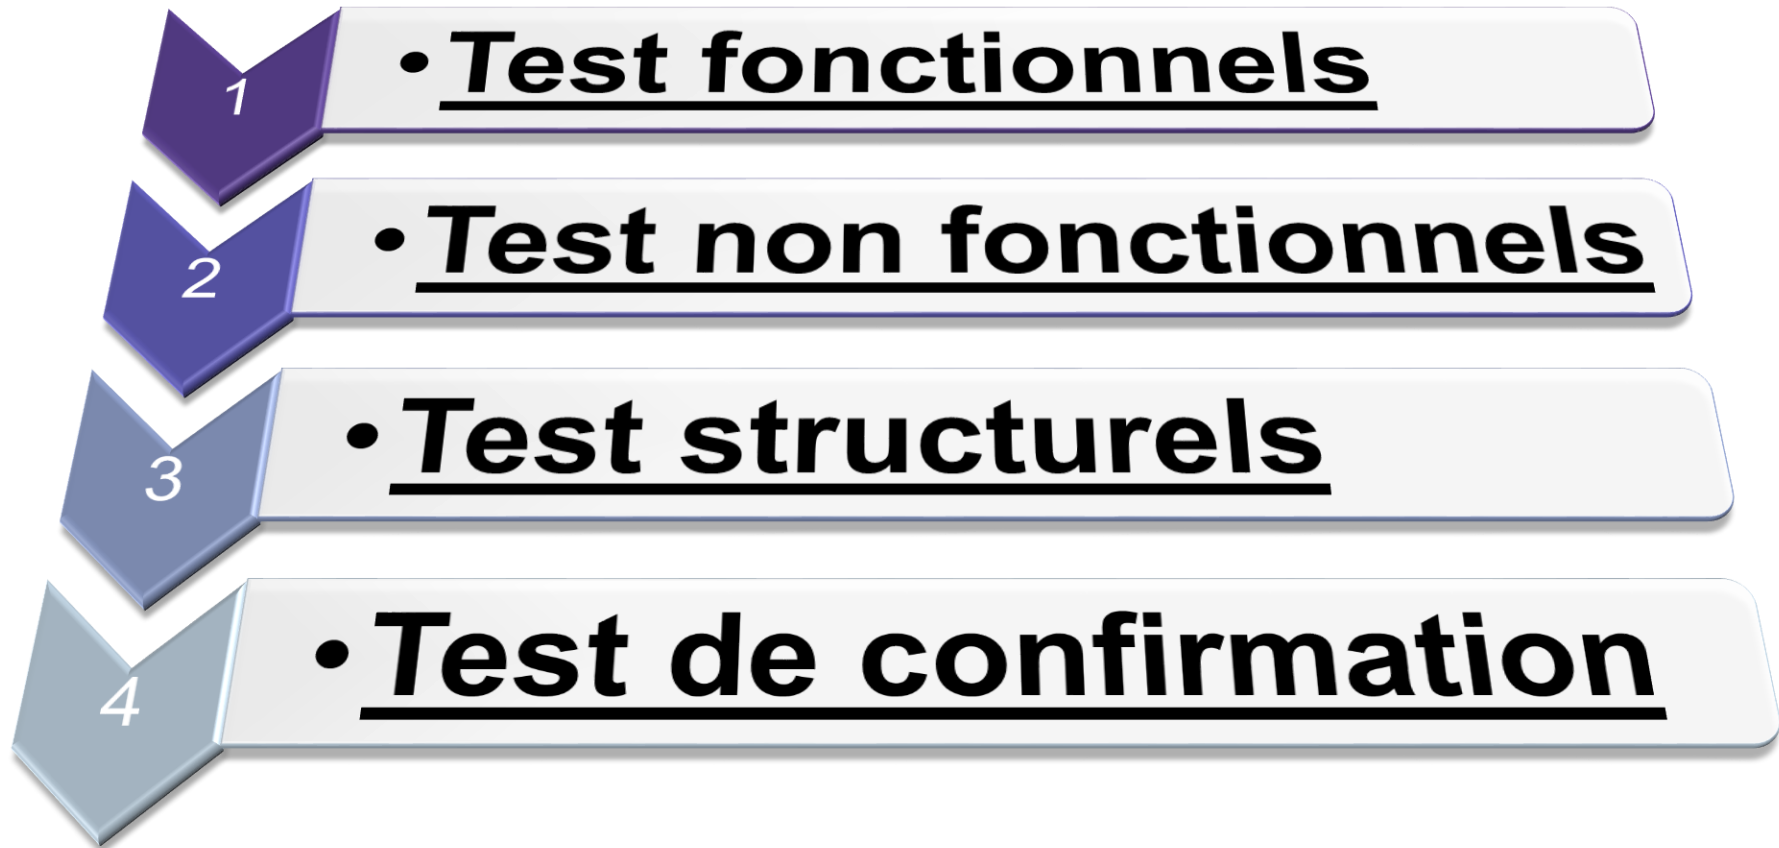 1
• Test fonctionnels
2
• Test non fonctionnels
3
• Test structurels
4
• Test de confirmation